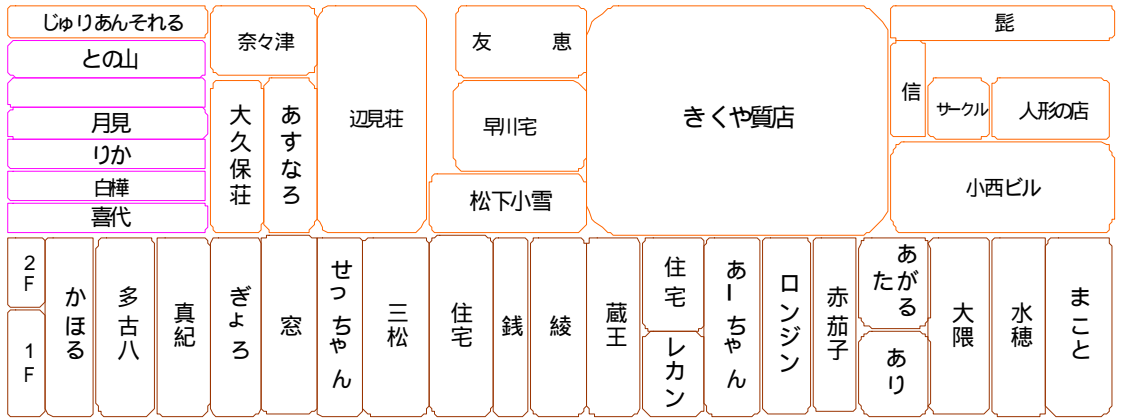 じゅりあんそれる
との山
月見
りか
白樺
喜代
奈々津
大久保荘
あすなろ
辺見荘
友　恵
早川宅
松下小雪
きくや質店
髭
信
サークル
人形の店
小西ビル
2F
1F
かほる
多古八
真紀
ぎょろ
窓
せっちゃん
三松
住宅
銭
綾
蔵王
住宅
レカン
あーちゃん
ロンジン
赤茄子
あがる
た
あり
大隈
水穂
まこと